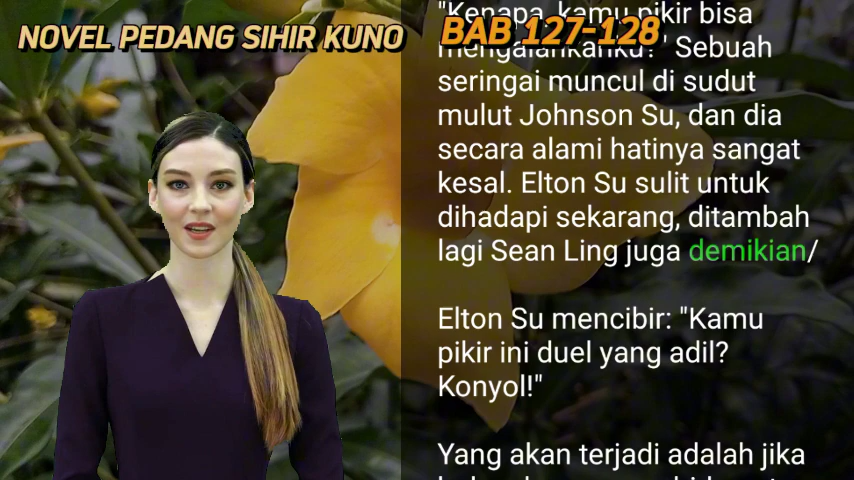 NOVEL PEDANG SIHIR KUNO
BAB 127-128
"Kenapa, kamu pikir bisa
mengalahkanku?" Sebuah
seringai muncul di sudut
mulut Johnson Su, dan dia
secara alami hatinya sangat
kesal. Elton Su sulit untuk
dihadapi sekarang, ditambah
lagi Sean Ling juga demikian/
Elton Su mencibir: "Kamu
pikir ini duel yang adil?
Konyol!"
Yang akan terjadi adalah jika